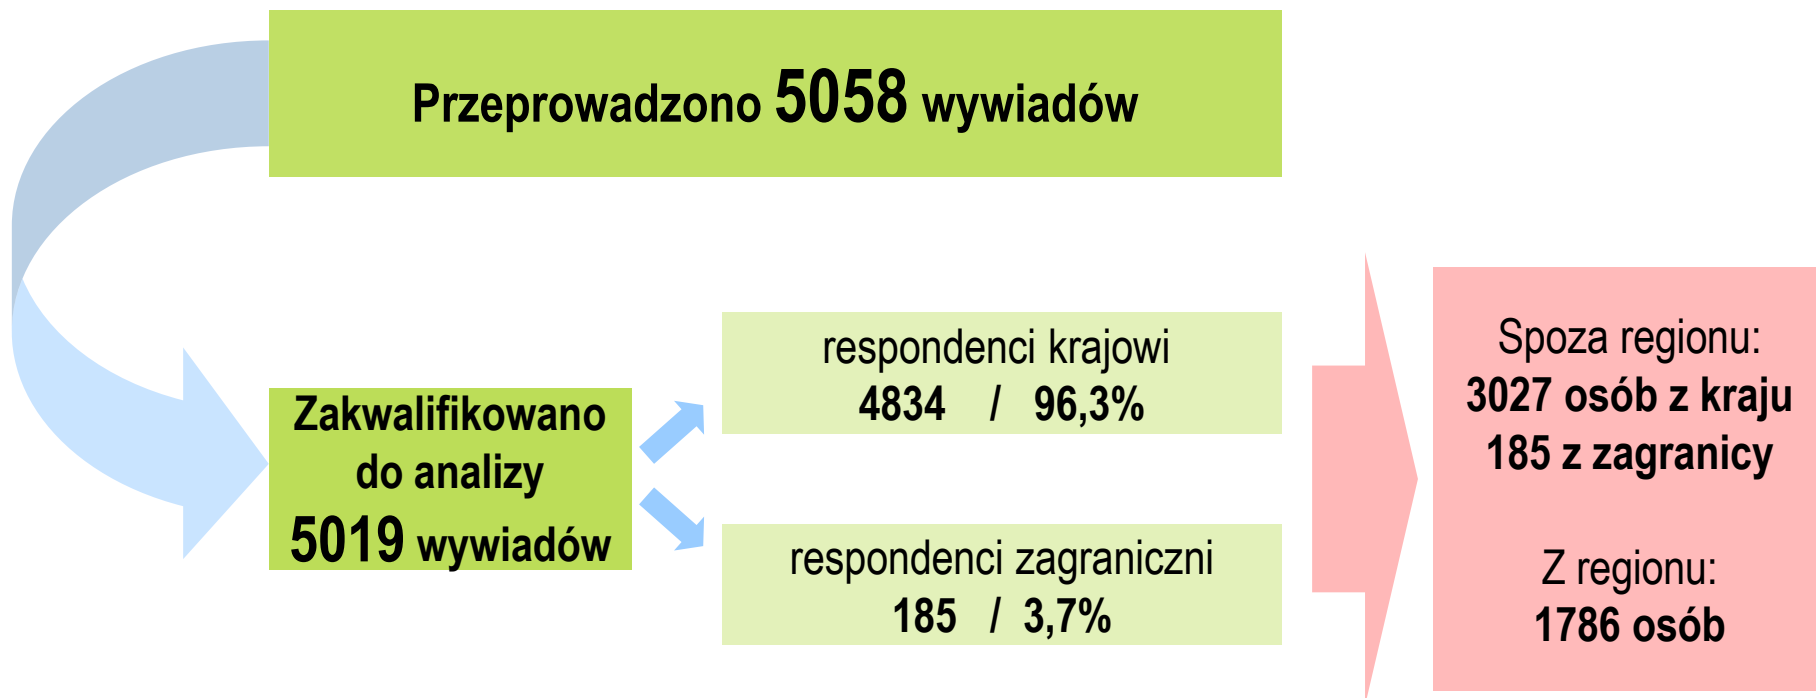 Przeprowadzono 5058 wywiadów
Zakwalifikowano
do analizy
5019 wywiadów
respondenci krajowi
4834 / 96,3%
respondenci zagraniczni
185 / 3,7%
Spoza regionu:
3027 osób z kraju
185 z zagranicy
Z regionu:
1786 osób